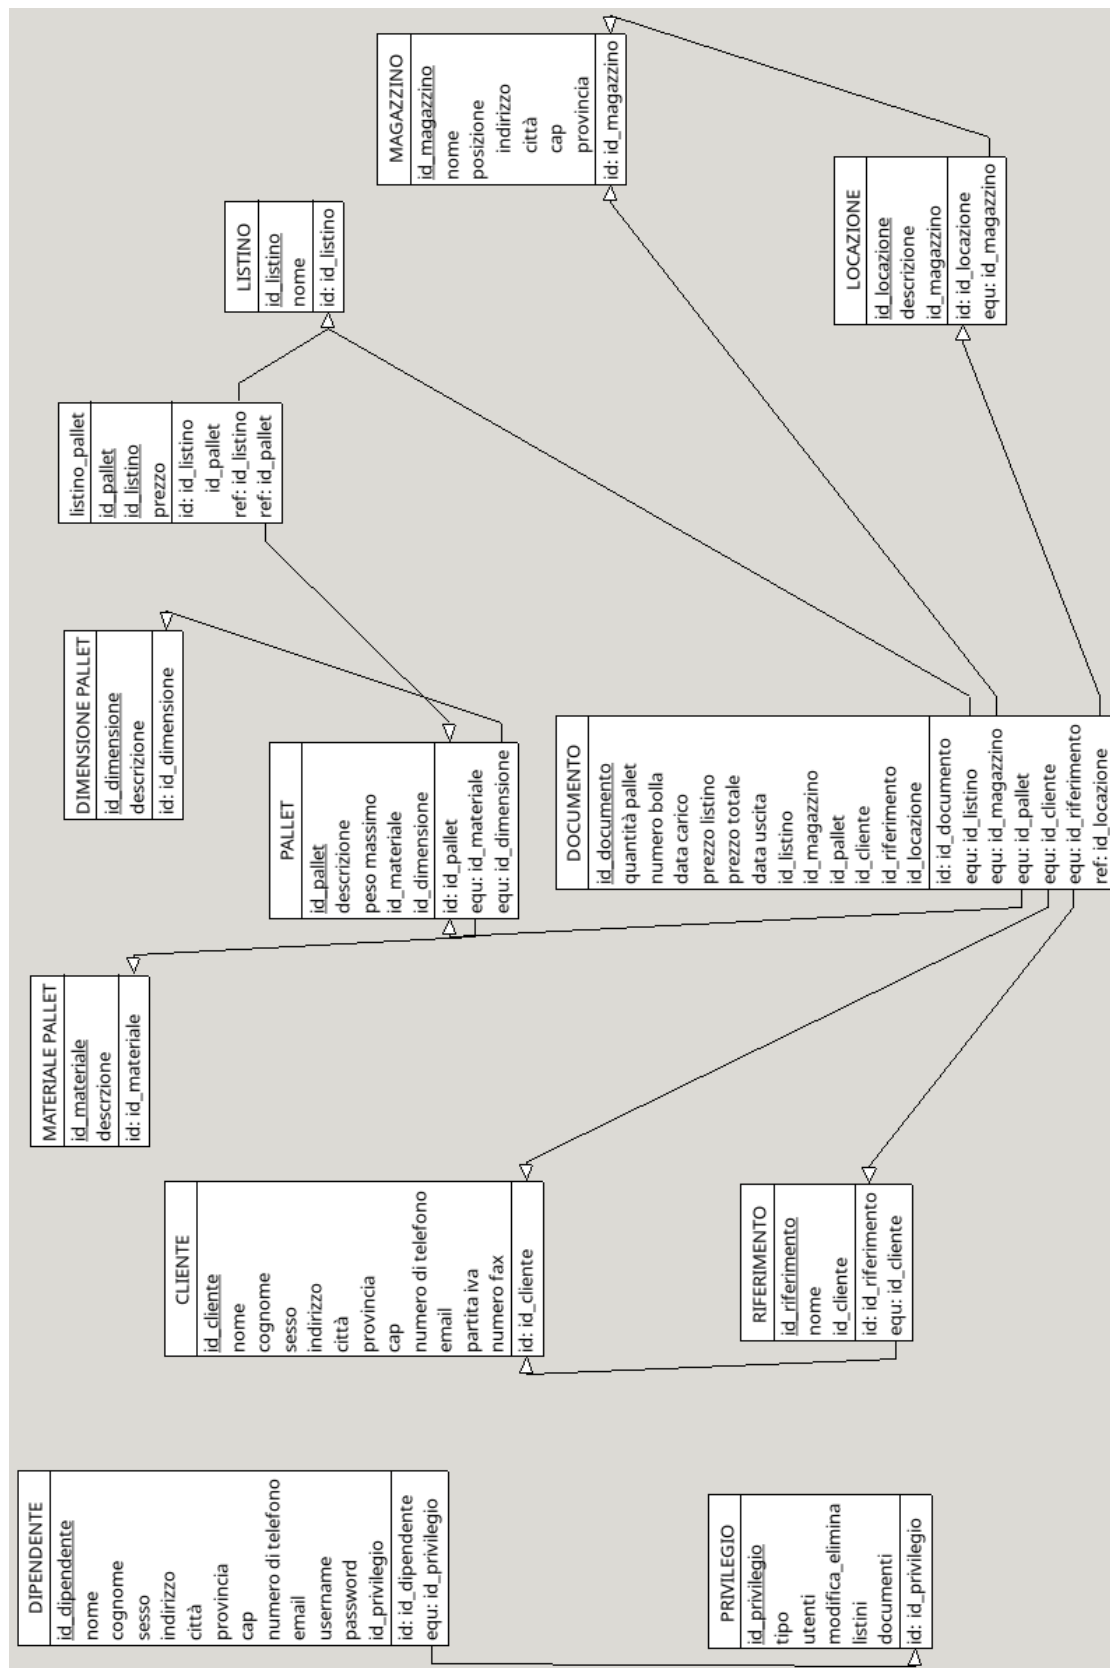 DIPENDENTE
id_dipendente
nome
cognome
sesso
indirizzo
città
provincia
cap
numero di telefono
email
username
password
id_privilegio
id: id_dipendente
equ: id_privilegio
PRIVILEGIO
id_privilegio
tipo
utenti
modifica_elimina
listini
documenti
id: id_privilegio
CLIENTE
id_cliente
nome
cognome
sesso
indirizzo
città
provincia
cap
numero di telefono
email
partita iva
numero fax
id: id_cliente
RIFERIMENTO
id_riferimento
nome
id_cliente
id: id_riferimento
equ: id_cliente
MATERIALE PALLET
id_materiale
descrzione
id: id_materiale
DIMENSIONE PALLET
id_dimensione
descrizione
id: id_dimensione
PALLET
id_pallet
descrizione
peso massimo
id_materiale
id_dimensione
id: id_pallet
equ: id_materiale
equ: id_dimensione
DOCUMENTO
id_documento
quantità pallet
numero bolla
data carico
prezzo listino
prezzo totale
data uscita
id_listino
id_magazzino
id_pallet
id_cliente
id_riferimento
id_locazione
id: id_documento
equ: id_listino
equ: id_magazzino
equ: id_pallet
equ: id_cliente
equ: id_riferimento
ref: id_locazione
listino_pallet
id_pallet
id_listino
prezzo
id: id_listino
id_pallet
ref: id_listino
ref: id_pallet
LISTINO
id_listino
nome
id: id_listino
MAGAZZINO
id_magazzino
nome
posizione
indirizzo
città
cap
provincia
id: id_magazzino
LOCAZIONE
id_locazione
descrizione
id_magazzino
id: id_locazione
equ: id_magazzino